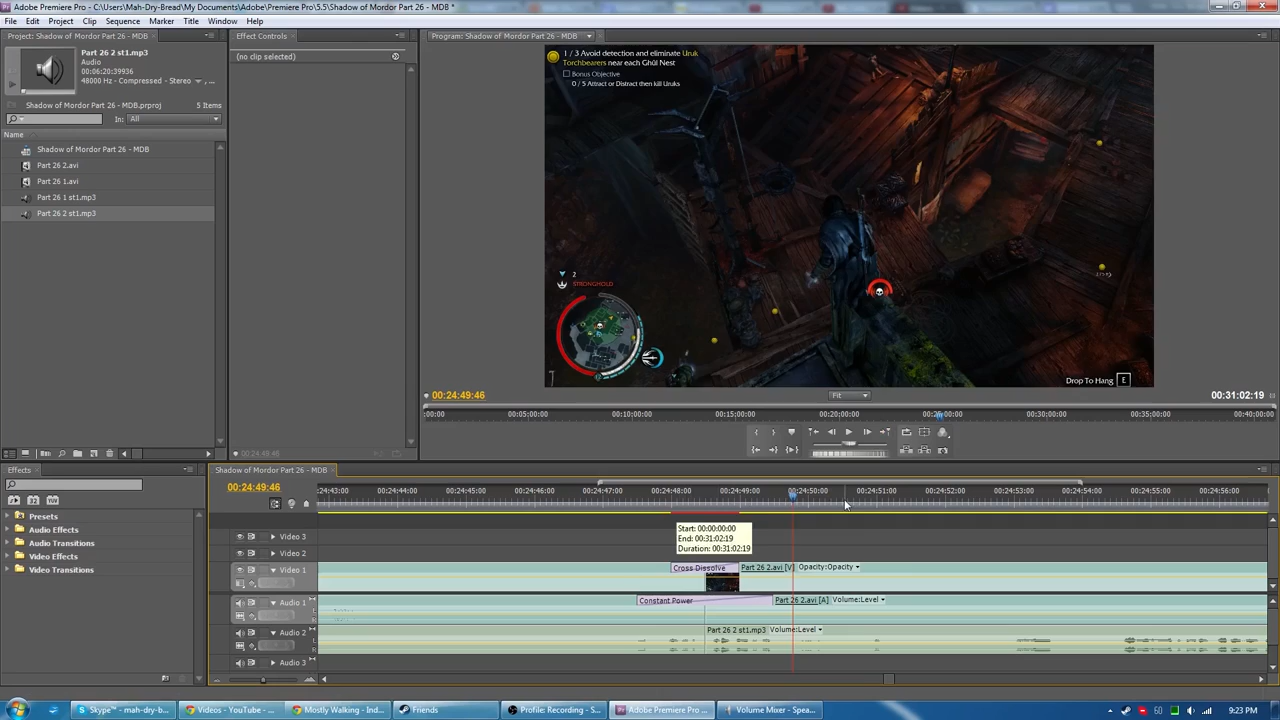 Adobe Premiere Pro - C:\Users\Mah-Dry-Bread\My Documents\Adobe\Premiere Pro\5.5\Shadow of Mordor Part 26 - MDB *
File Edit Project Clip Sequence Marker Title Window Help
Project: Shadow of Mordor Part 26 - MDB
Effect Controls
Program: Shadow of Mordor Part 26 - MDB
Part 26 2 st1.mp3
Audio
00:06:20:39936
48000 Hz - Compressed - Stereo
(no clip selected)
Shadow of Mordor Part 26 - MDB.prproj 5 Items
In: All
Name
Shadow of Mordor Part 26 - MDB
Part 26 2.avi
Part 26 1.avi
Part 26 1 st1.mp3
Part 26 2 st1.mp3
1 / 3 Avoid detection and eliminate Uruk
Torchbearers near each Ghûl Nest
Bonus Objective
0 / 5 Attract or Distract then kill Uruks
2
STRONGHOLD
Drop To Hang E
00:24:49:46 Fit 00:31:02:19
:00:00 00:05:00:00 00:10:00:00 00:15:00:00 00:20:00:00 00:25:00:00 00:30:00:00 00:35:00:00 00:40:00:00
00:24:49:46
Effects
Presets
Audio Effects
Audio Transitions
Video Effects
Video Transitions
Shadow of Mordor Part 26 - MDB
00:24:49:46
:24:43:00 00:24:44:00 00:24:45:00 00:24:46:00 00:24:47:00 00:24:48:00 00:24:49:00 00:24:50:00 00:24:51:00 00:24:52:00 00:24:53:00 00:24:54:00 00:24:55:00 00:24:56:00
Start: 00:00:00:00
End: 00:31:02:19
Duration: 00:31:02:19
Video 3
Video 2
Video 1 Cross Dissolve Part 26 2.avi [V] Opacity:Opacity
Audio 1 Constant Power Part 26 2.avi [A] Volume:Level
L
R
Audio 2 Part 26 2 st1.mp3 Volume:Level
L
R
Audio 3
Skype™ - mah-dry-b... Videos - YouTube - ... Mostly Walking - Ind... Friends Profile: Recording - S... Adobe Premiere Pro ... Volume Mixer - Spea... 60 9:23 PM